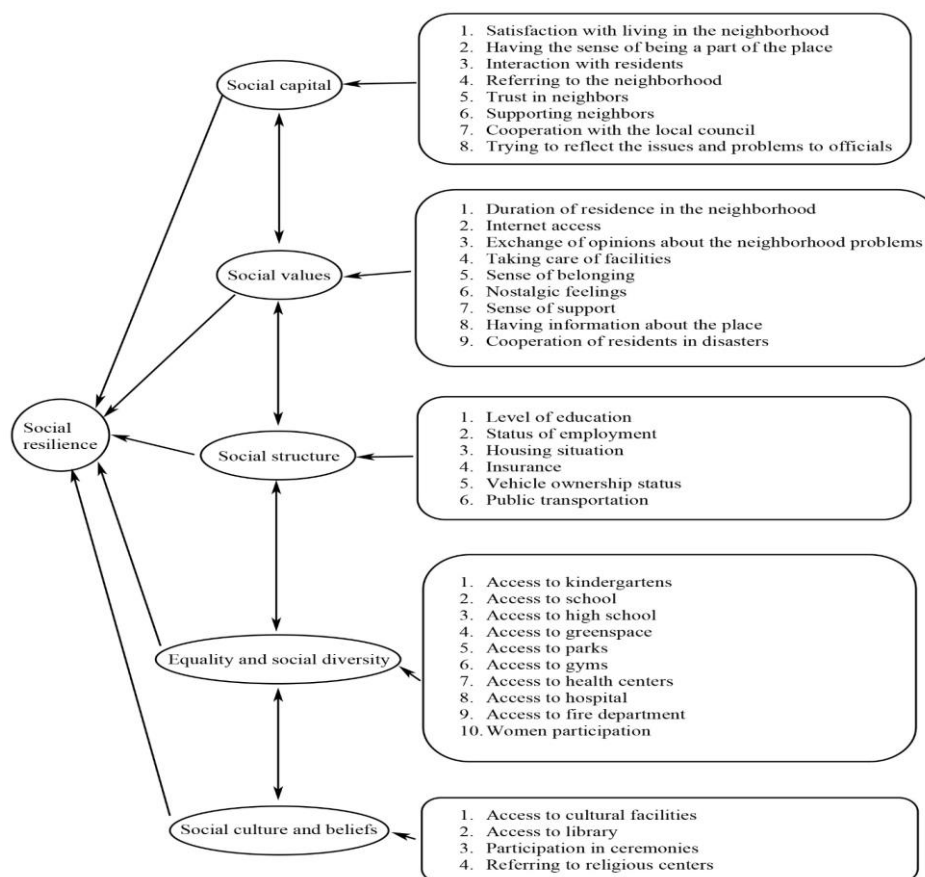 Social capital
1. Satisfaction with living in the neighborhood
2. Having the sense of being a part of the place
3. Interaction with residents
4. Referring to the neighborhood
5. Trust in neighbors
6. Supporting neighbors
7. Cooperation with the local council
8. Trying to reflect the issues and problems to officials
Social values
1. Duration of residence in the neighborhood
2. Internet access
3. Exchange of opinions about the neighborhood problems
4. Taking care of facilities
5. Sense of belonging
6. Nostalgic feelings
7. Sense of support
8. Having information about the place
9. Cooperation of residents in disasters
Social
resilience
Social structure
1. Level of education
2. Status of employment
3. Housing situation
4. Insurance
5. Vehicle ownership status
6. Public transportation
Equality and social diversity
1. Access to kindergartens
2. Access to school
3. Access to high school
4. Access to greenspace
5. Access to parks
6. Access to gyms
7. Access to health centers
8. Access to hospital
9. Access to fire department
10. Women participation
Social culture and beliefs
1. Access to cultural facilities
2. Access to library
3. Participation in ceremonies
4. Referring to religious centers